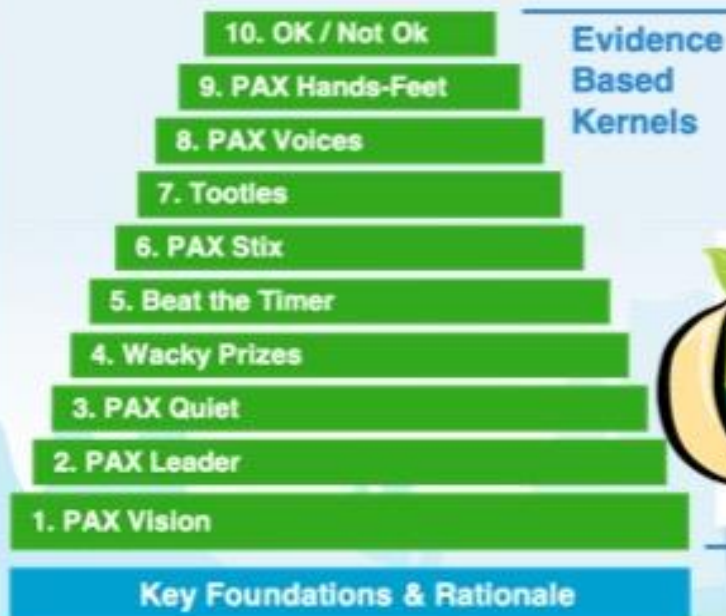 10. OK / Not Ok
Evidence
Based
Kernels
9. PAX Hands-Feet
8. PAX Voices
7. Tootles
6. PAX Stix
5. Beat the Timer
4. Wacky Prizes
3. PAX Quiet
2. PAX Leader
1. PAX Vision
Key Foundations & Rationale